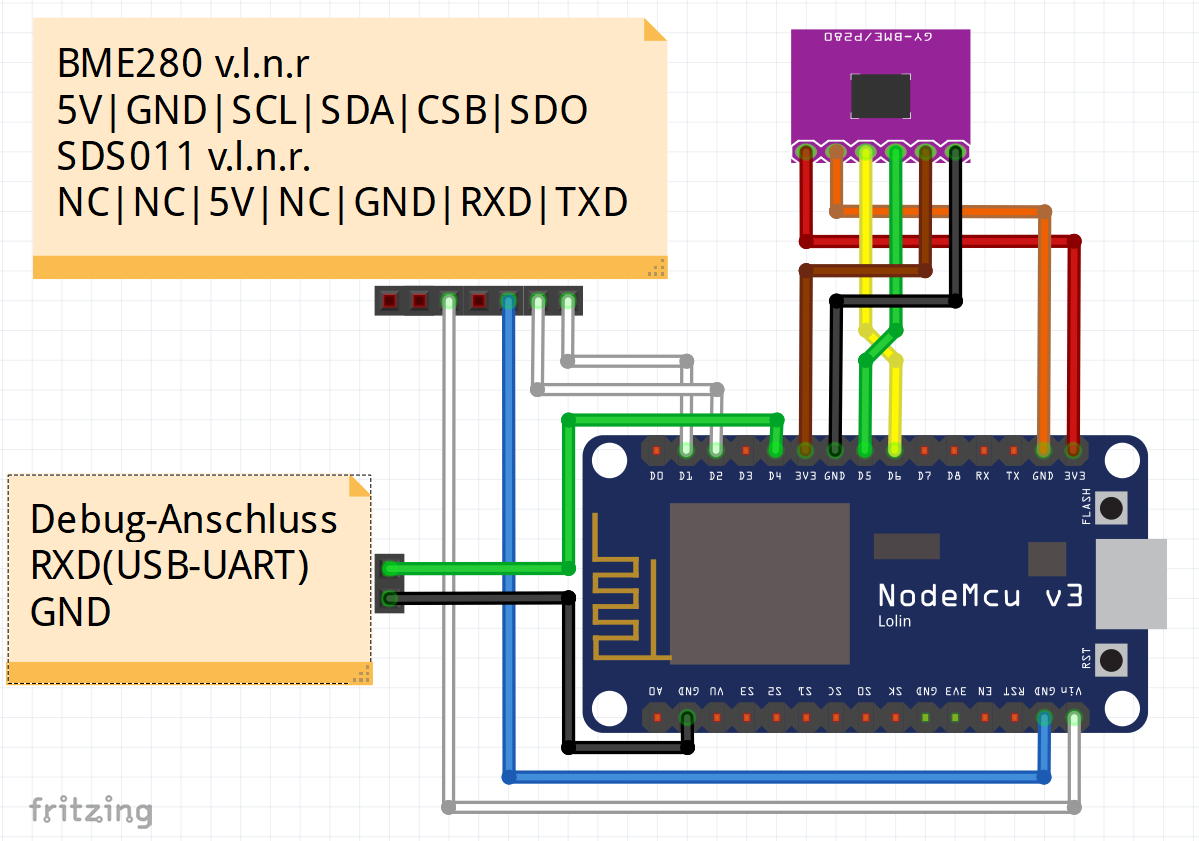 BME280 v.l.n.r
5V|GND|SCL|SDA|CSB|SDO
SDS011 v.l.n.r.
NC|NC|5V|NC|GND|RXD|TXD
GY-BME/P280
Debug-Anschluss
RXD(USB-UART)
GND
D0 D1 D2 D3 D4 3V3 GND D5 D6 D7 D8 RX TX GND 3V3
FLASH
NodeMcu v3
Lolin
RST
A0 GND VU S3 S2 S1 SC S0 SK GND 3V3 EN RST GND Vin
fritzing